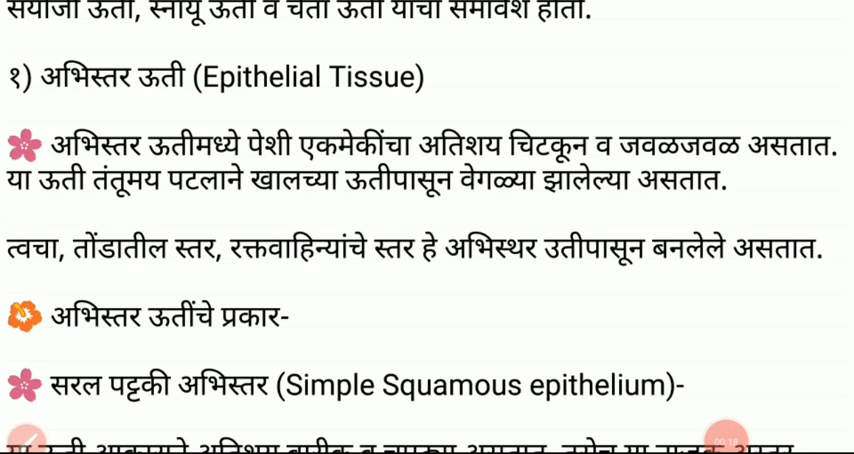 संयोजी ऊती, स्नायू ऊती व चेता ऊती यांचा समावेश होतो.
१) अभिस्तर ऊती (Epithelial Tissue)
🌸 अभिस्तर ऊतीमध्ये पेशी एकमेकींचा अतिशय चिटकून व जवळजवळ असतात.
या ऊती तंतूमय पटलाने खालच्या ऊतीपासून वेगळ्या झालेल्या असतात.
त्वचा, तोंडातील स्तर, रक्तवाहिन्यांचे स्तर हे अभिस्थर उतीपासून बनलेले असतात.
🌺 अभिस्तर ऊतींचे प्रकार-
🌸 सरल पट्टकी अभिस्तर (Simple Squamous epithelium)-
00:18